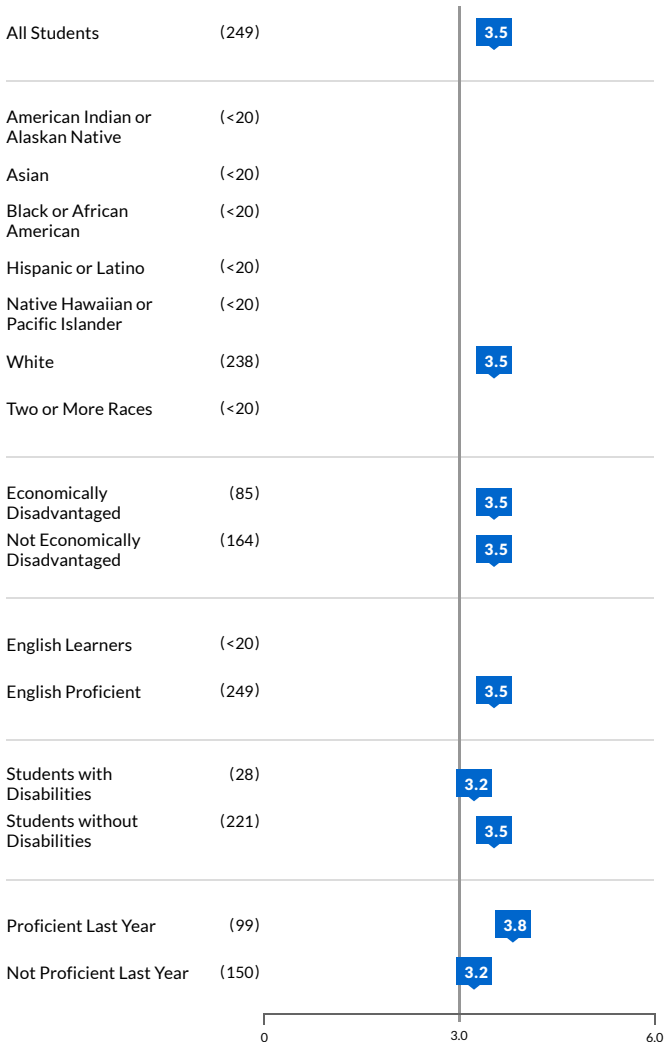 All Students (249) 3.5
American Indian or (<20)
Alaskan Native
Asian (<20)
Black or African (<20)
American
Hispanic or Latino (<20)
Native Hawaiian or (<20)
Pacific Islander
White (238) 3.5
Two or More Races (<20)
Economically (85) 3.5
Disadvantaged
Not Economically (164) 3.5
Disadvantaged
English Learners (<20)
English Proficient (249) 3.5
Students with (28) 3.2
Disabilities
Students without (221) 3.5
Disabilities
Proficient Last Year (99) 3.8
Not Proficient Last Year (150) 3.2
0 3.0 6.0